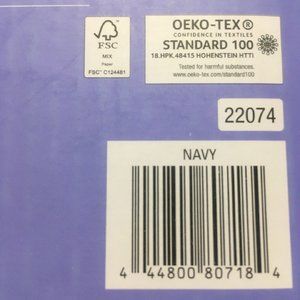 FSC
MIX
Paper
FSC® C124481
OEKO-TEX®
CONFIDENCE IN TEXTILES
STANDARD 100
18.HPK.48415 HOHENSTEIN HTTI
Tested for harmful substances.
www.oeko-tex.com/standard100
22074
NAVY
4 44800 80718 4